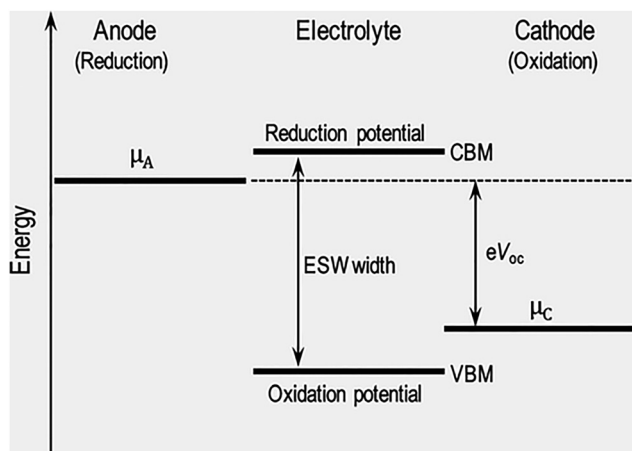 Anode
(Reduction)
Electrolyte
Cathode
(Oxidation)
Reduction potential
CBM
μA
Energy
ESW width
eVoc
μC
VBM
Oxidation potential